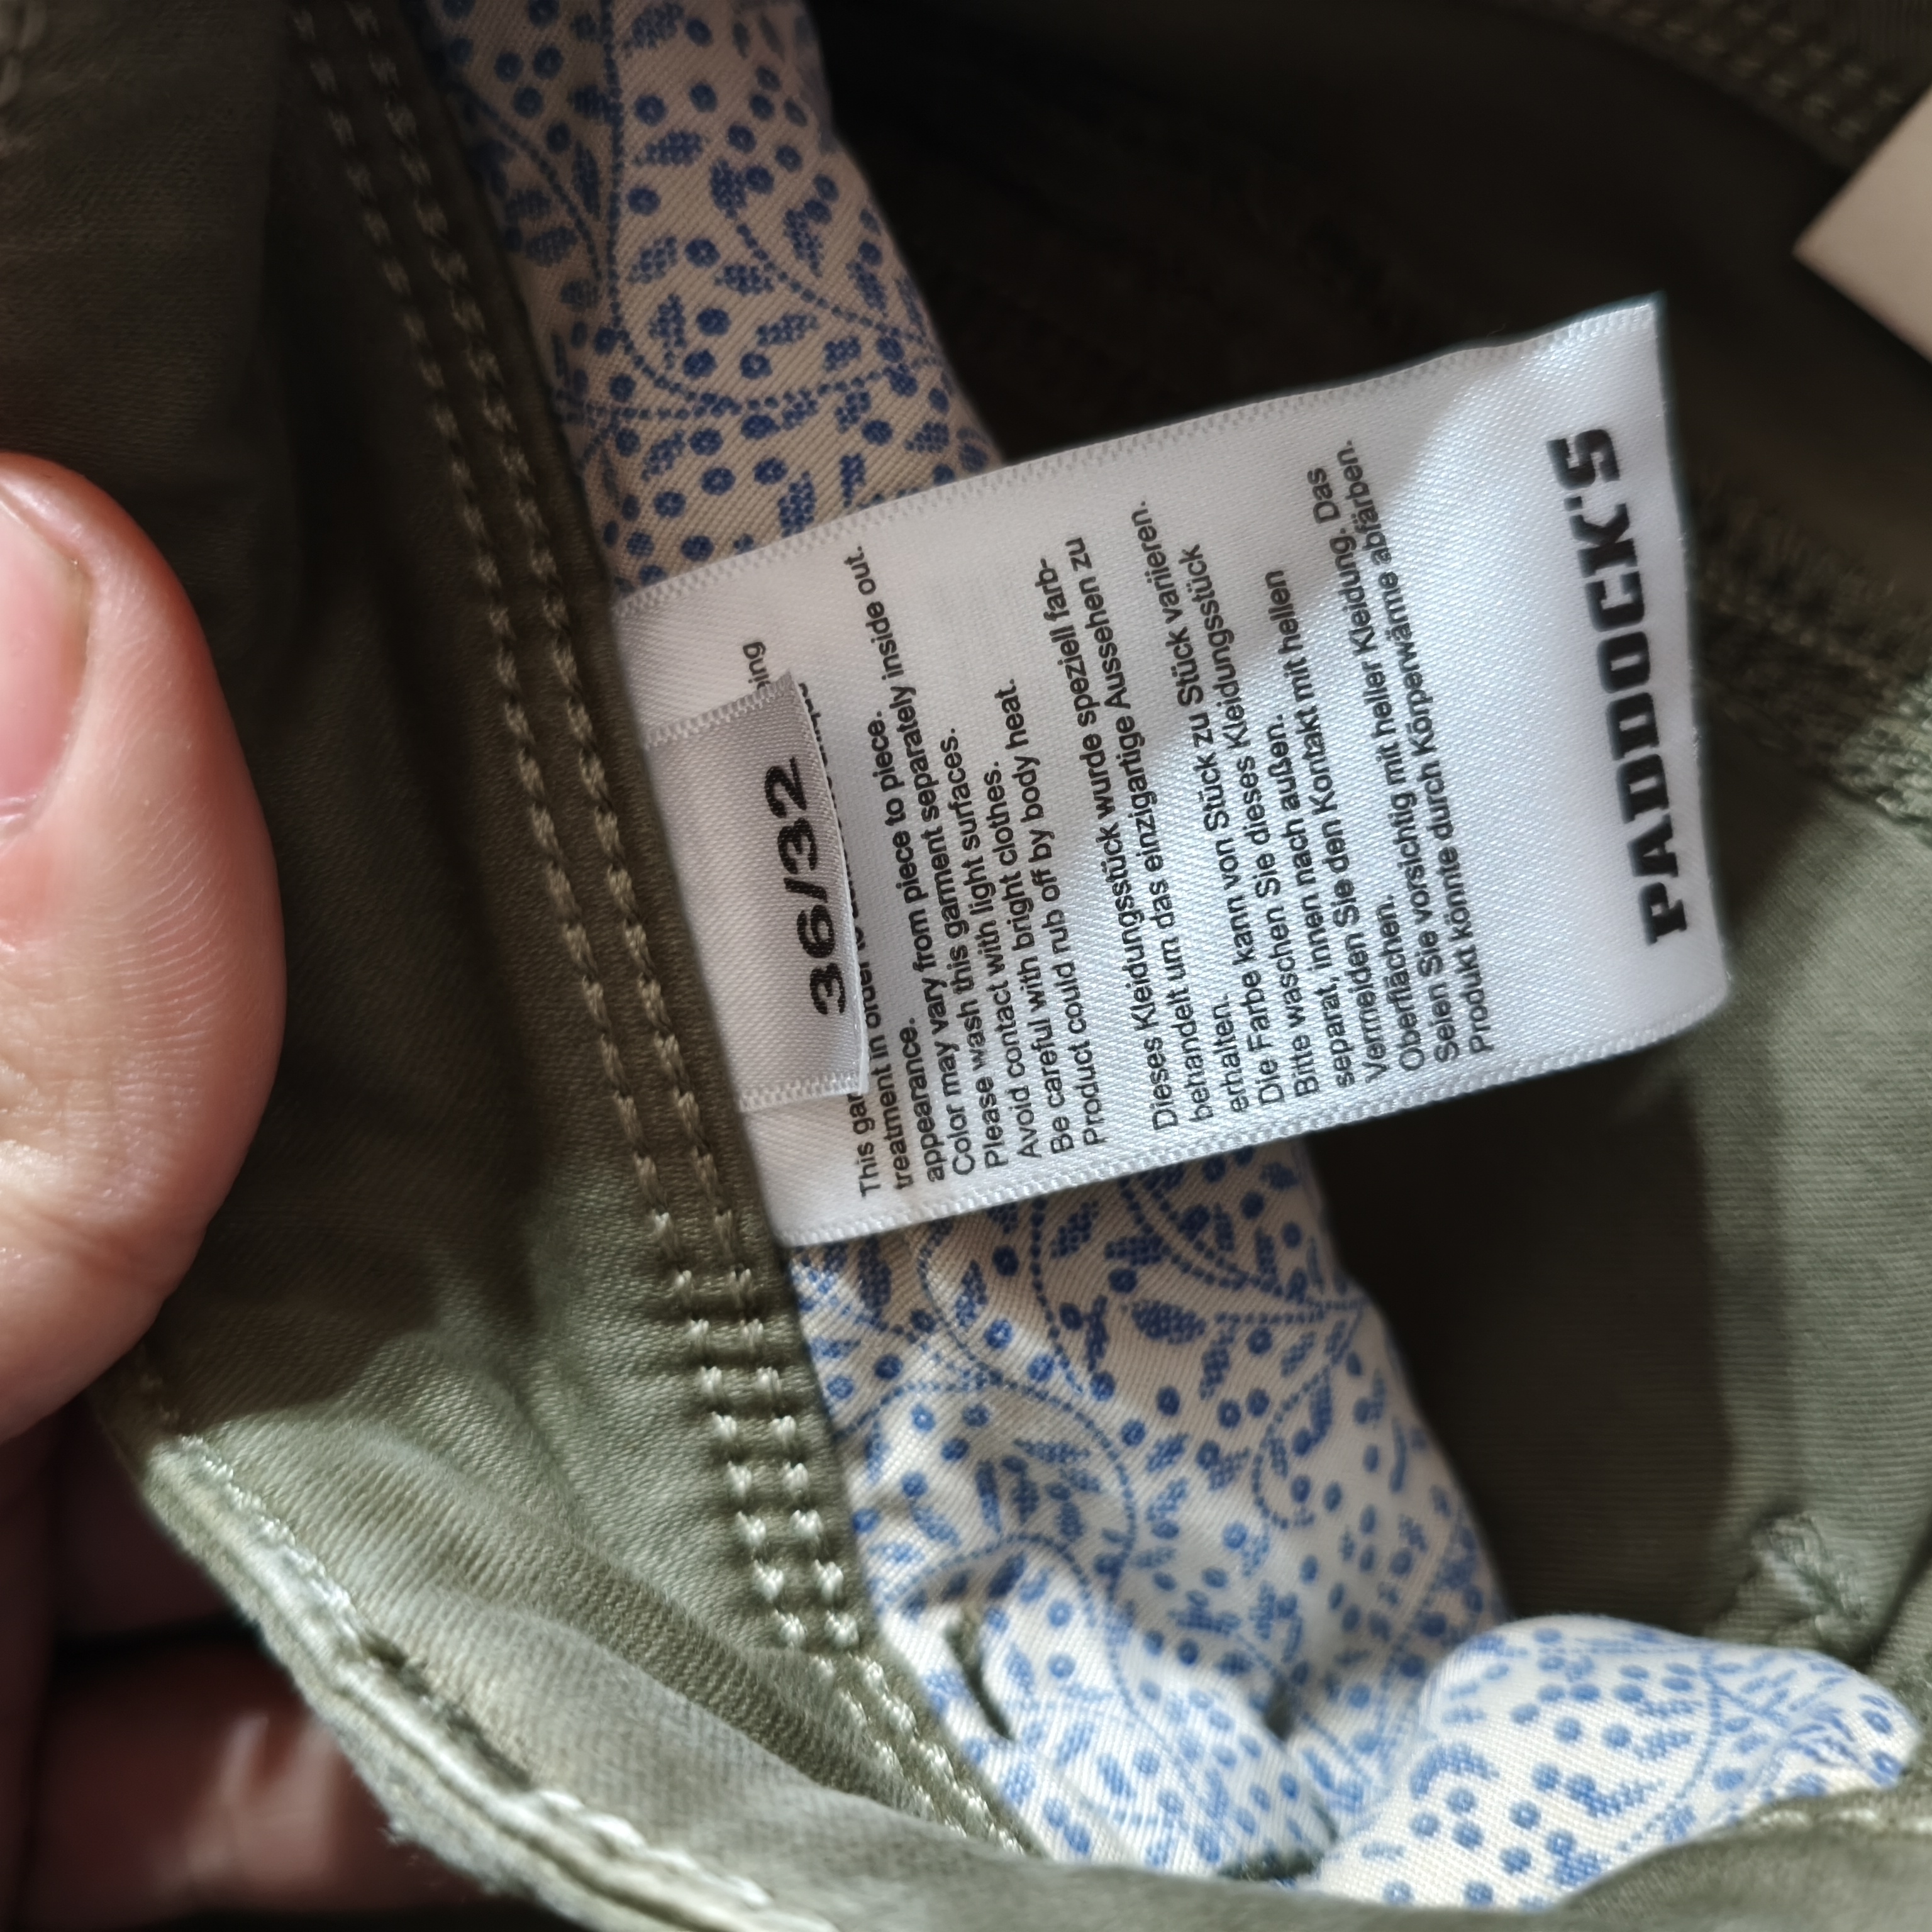 36/32
ping
This gar
treatment in order
appearance.
Color may vary from piece to piece.
Please wash this garment separately inside out.
Avoid contact with light surfaces.
Be careful with bright clothes.
Product could rub off by body heat.
Dieses Kleidungsstück wurde speziell farb-
behandelt um das einzigartige Aussehen zu
erhalten.
Die Farbe kann von Stück zu Stück variieren.
Bitte waschen Sie dieses Kleidungsstück
separat, innen nach außen.
Vermeiden Sie den Kontakt mit hellen
Oberflächen.
Seien Sie vorsichtig mit heller Kleidung. Das
Produkt könnte durch Körperwärme abfärben.
PADDOCK'S